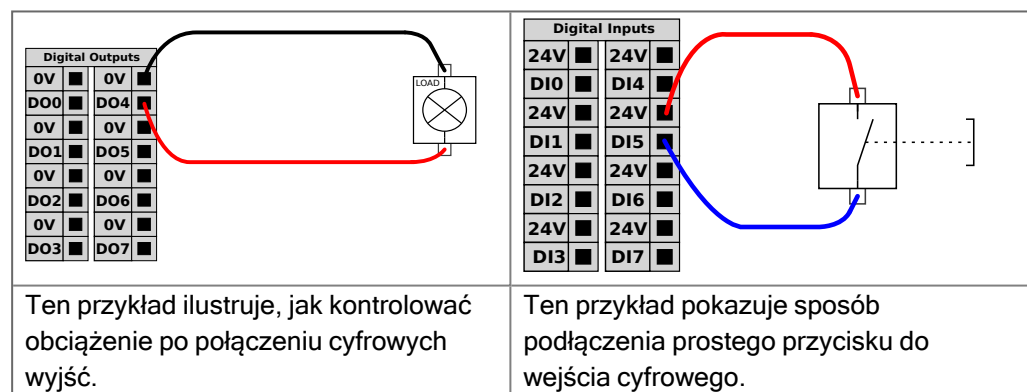 Digital Outputs
0V 0V
DO0 DO4
0V 0V
DO1 DO5
0V 0V
DO2 DO6
0V 0V
DO3 DO7
LOAD
Digital Inputs
24V 24V
DI0 DI4
24V 24V
DI1 DI5
24V 24V
DI2 DI6
24V 24V
DI3 DI7
Ten przykład ilustruje, jak kontrolować
obciążenie po połączeniu cyfrowych
wyjść.
Ten przykład pokazuje sposób
podłączenia prostego przycisku do
wejścia cyfrowego.